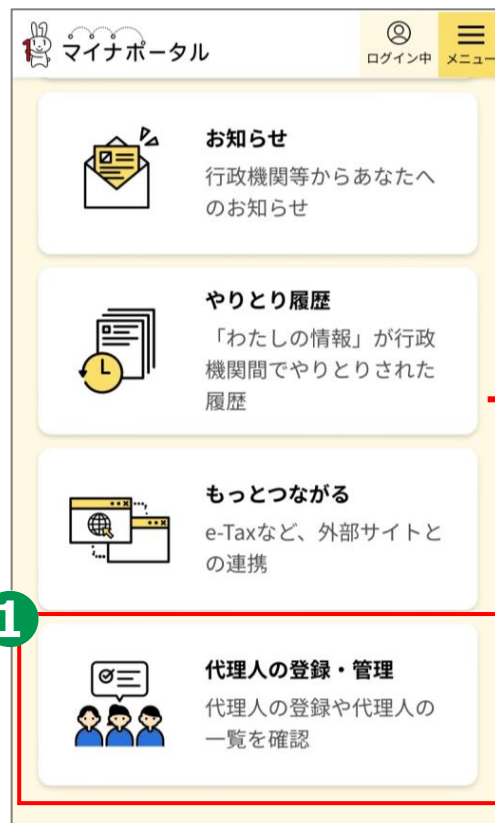 マイナポータル
ログイン中
メニュー
お知らせ
行政機関等からあなたへ
のお知らせ
やりとり履歴
「わたしの情報」が行政
機関間でやりとりされた
履歴
もっとつながる
e-Taxなど、外部サイトと
の連携
1
代理人の登録・管理
代理人の登録や代理人の
一覧を確認